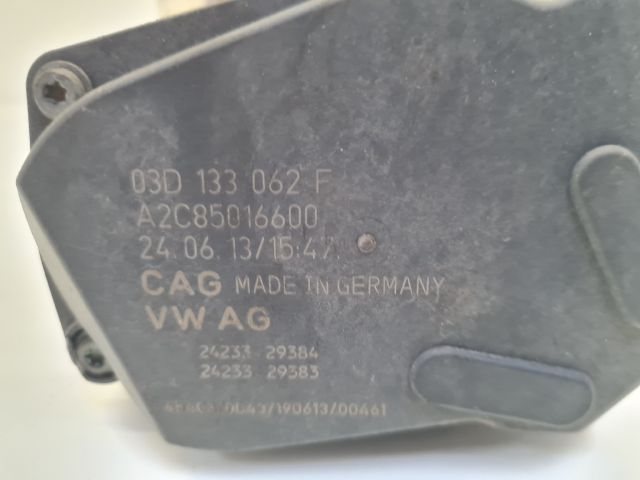 03D 133 062 F
A2C85016600
24.06.13/15:47
CAG MADE IN GERMANY
VW AG
24233 29384
24233 29383